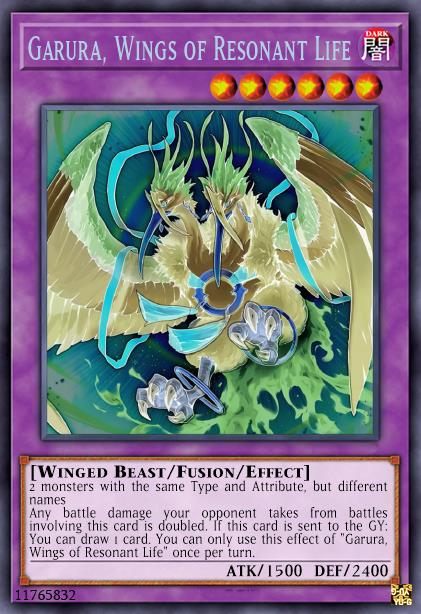 Garura, Wings of Resonant Life
DARK
闇
[Winged Beast/Fusion/Effect]
2 monsters with the same Type and Attribute, but different
names
Any battle damage your opponent takes from battles
involving this card is doubled. If this card is sent to the GY:
You can draw 1 card. You can only use this effect of "Garura,
Wings of Resonant Life" once per turn.
ATK/1500 DEF/2400
11765832